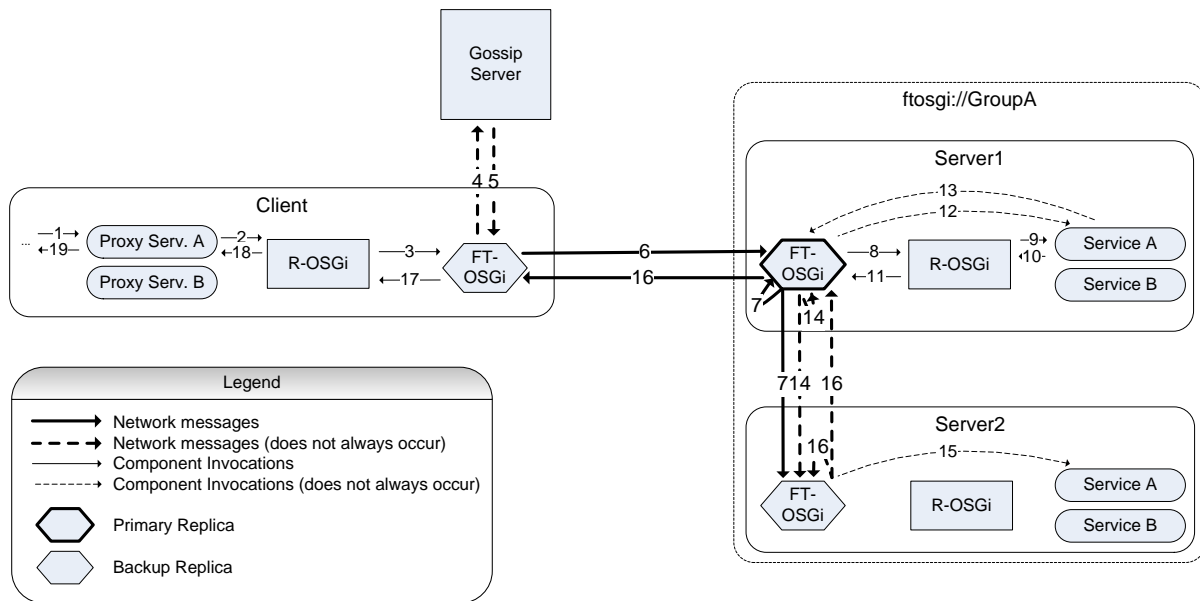 Gossip
Server
ftosgi://GroupA
Server1
4
5
Client
1
19
...
Proxy Serv. A
Proxy Serv. B
2
18
R-OSGi
3
17
FT-
OSGi
6
16
13
12
FT-
OSGi
8
11
R-OSGi
9
10
Service A
Service B
7
14
7
14
16
Server2
16
15
FT-
OSGi
R-OSGi
Service A
Service B
Legend
Network messages
Network messages (does not always occur)
Component Invocations
Component Invocations (does not always occur)
Primary Replica
Backup Replica